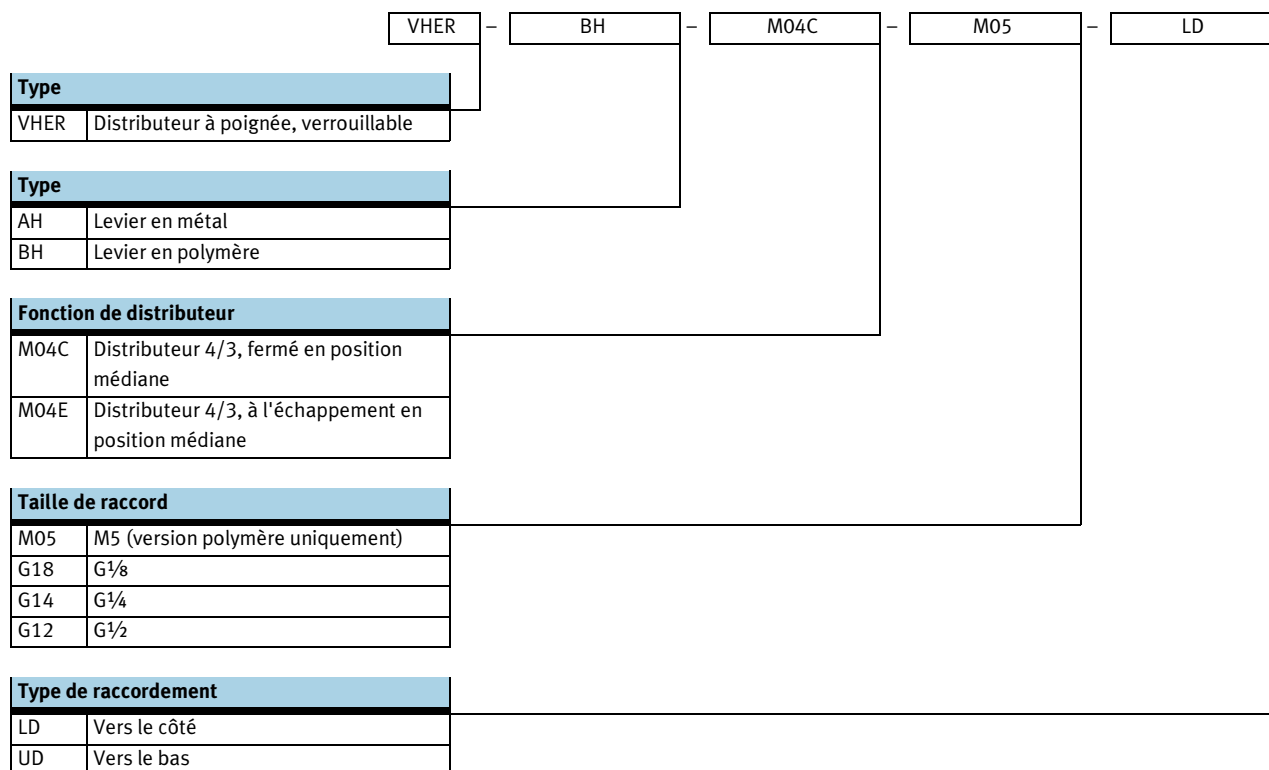 VHER – BH – M04C – M05 – LD
Type
VHER Distributeur à poignée, verrouillable
Type
AH Levier en métal
BH Levier en polymère
Fonction de distributeur
M04C Distributeur 4/3, fermé en position
médiane
M04E Distributeur 4/3, à l'échappement en
position médiane
Taille de raccord
M05 M5 (version polymère uniquement)
G18 G⅛
G14 G¼
G12 G½
Type de raccordement
LD Vers le côté
UD Vers le bas